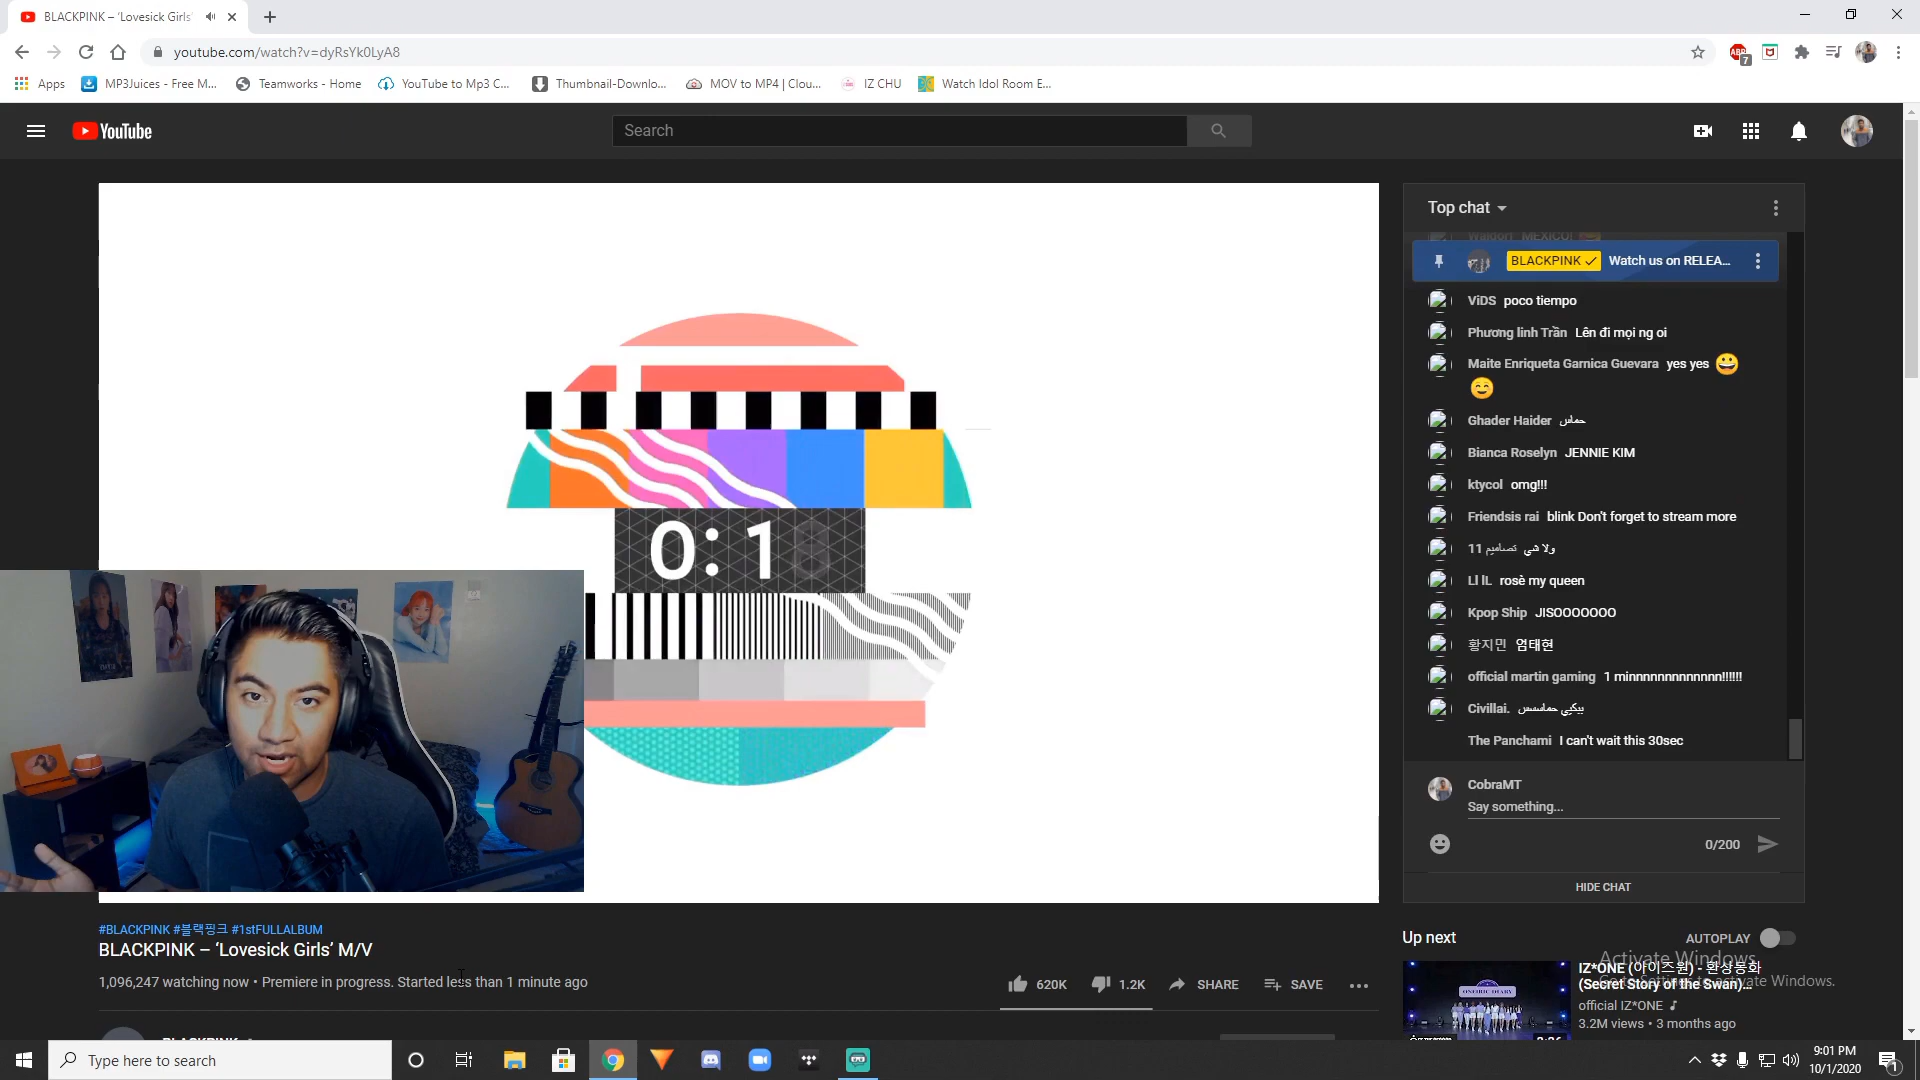 BLACKPINK – 'Lovesick Girls'
youtube.com/watch?v=dyRsYk0LyA8
7
Apps
MP3Juices - Free M...
Teamworks - Home
YouTube to Mp3 C...
Thumbnail-Downlo...
MOV to MP4 | Clou...
IZ CHU
Watch Idol Room E...
YouTube
Search
Top chat
BLACKPINK Watch us on RELEA...
ViDS poco tiempo
Phương linh Trần Lên đi mọi ng oi
Maite Enriqueta Garnica Guevara yes yes 😀
😊
Ghader Haider حماس
Bianca Roselyn JENNIE KIM
ktycol omg!!!
Friendsis rai blink Don't forget to stream more
11 تصاميم ولا شي
rosè my queen
Kpop Ship JISOOOOOOO
황지민 엄태현
official martin gaming 1 minnnnnnnnnnnnn!!!!!!
Civillai.
The Panchami I can't wait this 30sec
CobraMT
Say something...
0/200
HIDE CHAT
0:1
#BLACKPINK #블랙핑크 #1stFULLALBUM
BLACKPINK – 'Lovesick Girls' M/V
1,096,247 watching now • Premiere in progress. Started less than 1 minute ago
620K
1.2K
SHARE
SAVE
Up next
AUTOPLAY
Activate Windows
Go to Settings to activate Windows.
IZ*ONE (아이즈원) - 환상동화
(Secret Story of the Swan)...
official IZ*ONE
3.2M views • 3 months ago
Type here to search
9:01 PM
10/1/2020
1